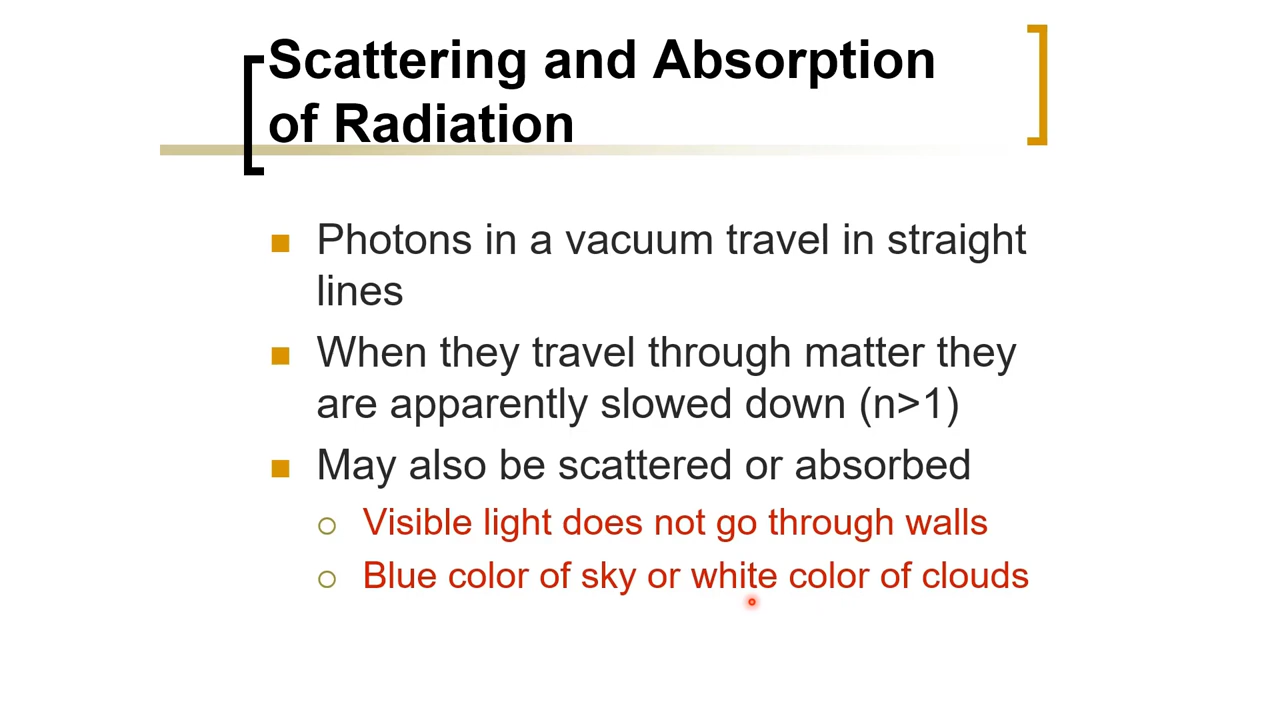 Scattering and Absorption
of Radiation
Photons in a vacuum travel in straight
lines
When they travel through matter they
are apparently slowed down (n>1)
May also be scattered or absorbed
Visible light does not go through walls
Blue color of sky or white color of clouds